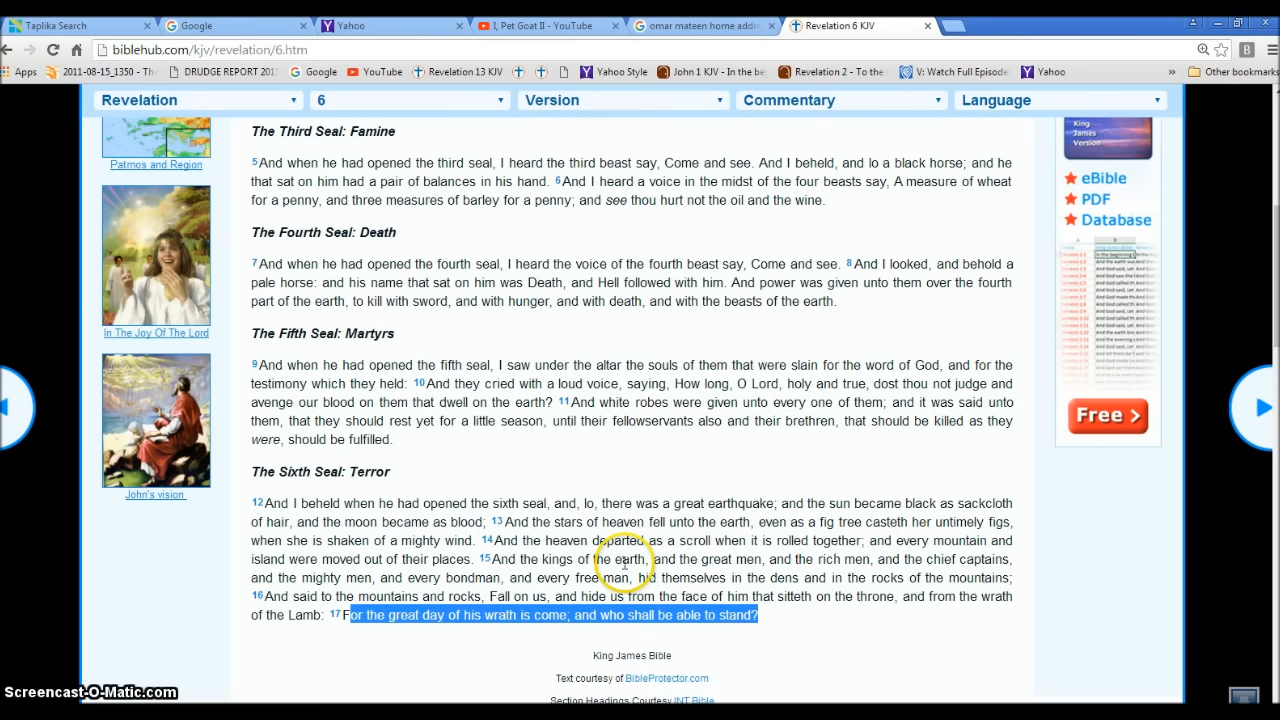 Taplika Search
Google
Yahoo
I, Pet Goat II - YouTube
omar mateen home addre
Revelation 6 KJV
biblehub.com/kjv/revelation/6.htm
Apps
2011-08-15_1350 - Th
DRUDGE REPORT 201
Google
YouTube
Revelation 13 KJV
Yahoo Style
John 1 KJV - In the be
Revelation 2 - To the
V: Watch Full Episode
Yahoo
»
Other bookmarks
Revelation
6
Version
Commentary
Language
Patmos and Region
In The Joy Of The Lord
John's vision
The Third Seal: Famine
5And when he had opened the third seal, I heard the third beast say, Come and see. And I beheld, and lo a black horse; and he
that sat on him had a pair of balances in his hand. 6And I heard a voice in the midst of the four beasts say, A measure of wheat
for a penny, and three measures of barley for a penny; and see thou hurt not the oil and the wine.
The Fourth Seal: Death
7And when he had opened the fourth seal, I heard the voice of the fourth beast say, Come and see. 8And I looked, and behold a
pale horse: and his name that sat on him was Death, and Hell followed with him. And power was given unto them over the fourth
part of the earth, to kill with sword, and with hunger, and with death, and with the beasts of the earth.
The Fifth Seal: Martyrs
9And when he had opened the fifth seal, I saw under the altar the souls of them that were slain for the word of God, and for the
testimony which they held: 10And they cried with a loud voice, saying, How long, O Lord, holy and true, dost thou not judge and
avenge our blood on them that dwell on the earth? 11And white robes were given unto every one of them; and it was said unto
them, that they should rest yet for a little season, until their fellowservants also and their brethren, that should be killed as they
were, should be fulfilled.
The Sixth Seal: Terror
12And I beheld when he had opened the sixth seal, and, lo, there was a great earthquake; and the sun became black as sackcloth
of hair, and the moon became as blood; 13And the stars of heaven fell unto the earth, even as a fig tree casteth her untimely figs,
when she is shaken of a mighty wind. 14And the heaven departed as a scroll when it is rolled together; and every mountain and
island were moved out of their places. 15And the kings of the earth, and the great men, and the rich men, and the chief captains,
and the mighty men, and every bondman, and every free man, hid themselves in the dens and in the rocks of the mountains;
16And said to the mountains and rocks, Fall on us, and hide us from the face of him that sitteth on the throne, and from the wrath
of the Lamb: 17For the great day of his wrath is come; and who shall be able to stand?
King James Bible
Text courtesy of BibleProtector.com
Section Headings Courtesy INT Bible
King
James
Version
eBible
PDF
Database
Free >
Screencast-O-Matic.com